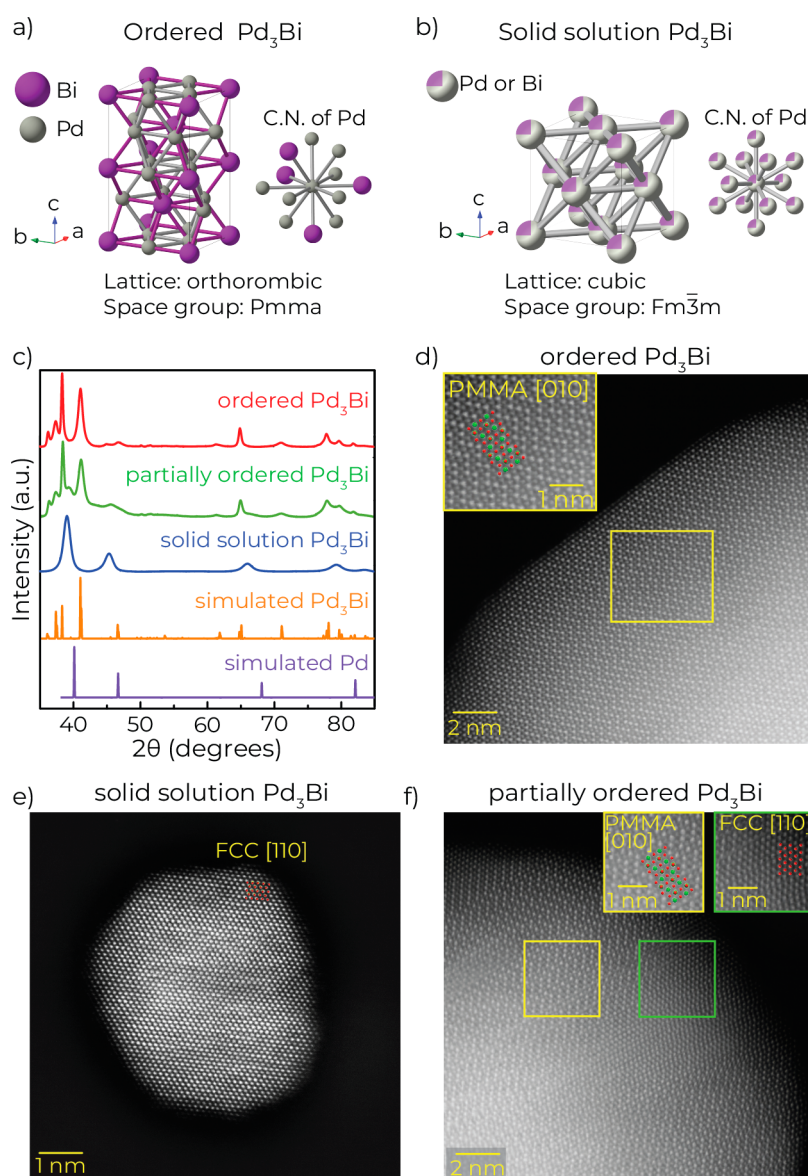 a) Ordered Pd₃Bi
Bi
Pd
C.N. of Pd
c
b
a
Lattice: orthorombic
Space group: Pmma
b) Solid solution Pd₃Bi
Pd or Bi
C.N. of Pd
c
b
a
Lattice: cubic
Space group: Fm3̅m
c)
ordered Pd₃Bi
partially ordered Pd₃Bi
solid solution Pd₃Bi
simulated Pd₃Bi
simulated Pd
Intensity (a.u.)
40 50 60 70 80
2θ (degrees)
d) ordered Pd₃Bi
PMMA [010]
1 nm
2 nm
e) solid solution Pd₃Bi
FCC [110]
1 nm
f) partially ordered Pd₃Bi
PMMA
[010]
1 nm
FCC [110]
1 nm
2 nm